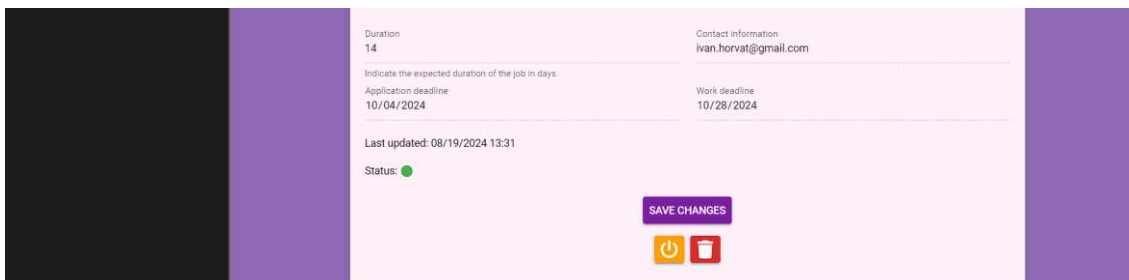 Duration
14
Contact information
ivan.horvat@gmail.com
Indicate the expected duration of the job in days.
Application deadline
10/04/2024
Work deadline
10/28/2024
Last updated: 08/19/2024 13:31
Status:
SAVE CHANGES